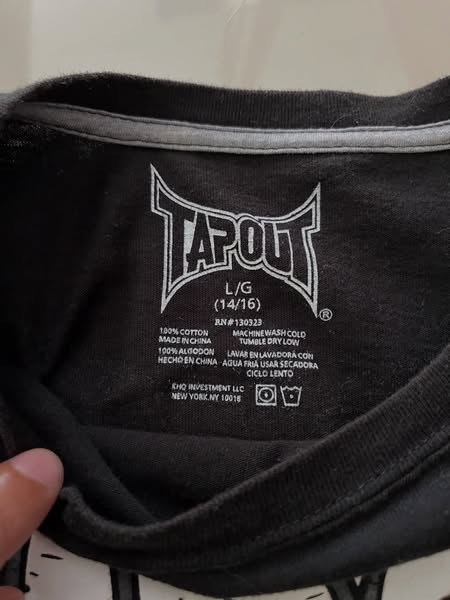 TAPOUT
®
L/G
(14/16)
RN#130323
100% COTTON
MADE IN CHINA
MACHINE WASH COLD
TUMBLE DRY LOW
100% ALGODON
HECHO EN CHINA
LAVAR EN LAVADORA CON
AGUA FRIA USAR SECADORA
CICLO LENTO
KHQ INVESTMENT LLC
NEW YORK.NY 10016